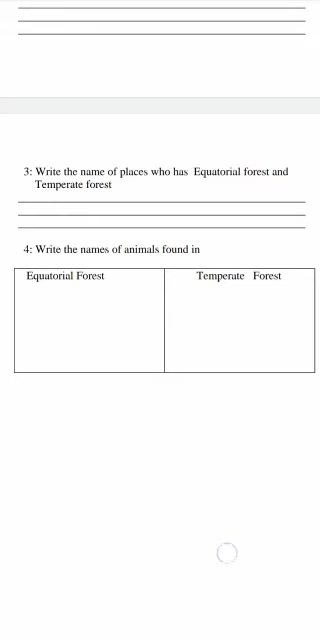 3: Write the name of places who has Equatorial forest and
Temperate forest
4: Write the names of animals found in
Equatorial Forest
Temperate Forest